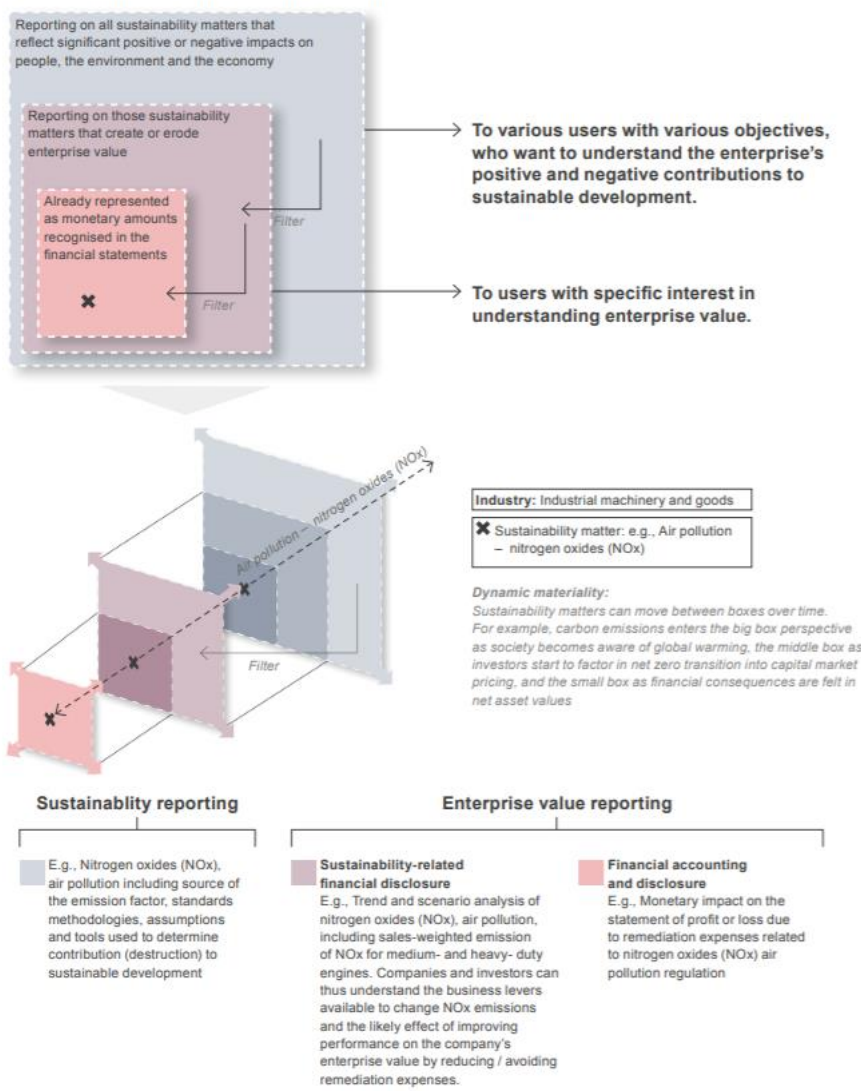 Reporting on all sustainability matters that
reflect significant positive or negative impacts on
people, the environment and the economy
Reporting on those sustainability
matters that create or erode
enterprise value
Already represented
as monetary amounts
recognised in the
financial statements
Filter
Filter
To various users with various objectives,
who want to understand the enterprise's
positive and negative contributions to
sustainable development.
To users with specific interest in
understanding enterprise value.
Air pollution – nitrogen oxides (NOx)
Filter
Industry: Industrial machinery and goods
Sustainability matter: e.g., Air pollution
– nitrogen oxides (NOx)
Dynamic materiality:
Sustainability matters can move between boxes over time.
For example, carbon emissions enters the big box perspective
as society becomes aware of global warming, the middle box as
investors start to factor in net zero transition into capital market
pricing, and the small box as financial consequences are felt in
net asset values
Sustainablity reporting
E.g., Nitrogen oxides (NOx),
air pollution including source of
the emission factor, standards
methodologies, assumptions
and tools used to determine
contribution (destruction) to
sustainable development
Enterprise value reporting
Sustainability-related
financial disclosure
E.g., Trend and scenario analysis of
nitrogen oxides (NOx), air pollution,
including sales-weighted emission
of NOx for medium- and heavy- duty
engines. Companies and investors can
thus understand the business levers
available to change NOx emissions
and the likely effect of improving
performance on the company's
enterprise value by reducing / avoiding
remediation expenses.
Financial accounting
and disclosure
E.g., Monetary impact on the
statement of profit or loss due
to remediation expenses related
to nitrogen oxides (NOx) air
pollution regulation